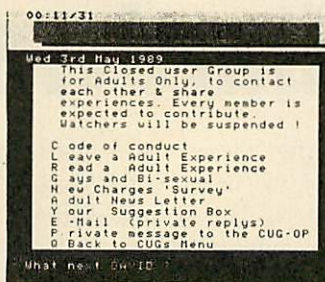 00:11/31
Wed 3rd May 1989
This Closed user Group is
for Adults Only, to contact
each other & share
experiences. Every member is
expected to contribute.
Watchers will be suspended !
C ode of conduct
L eave a Adult Experience
R ead a Adult Experience
G ays and Bi-sexual
N ew Charges 'Survey'
A dult News Letter
Y our Suggestion Box
E -Mail (private replys)
P rivate message to the CUG-OP
0 Back to CUGs Menu
What next DAVID ?